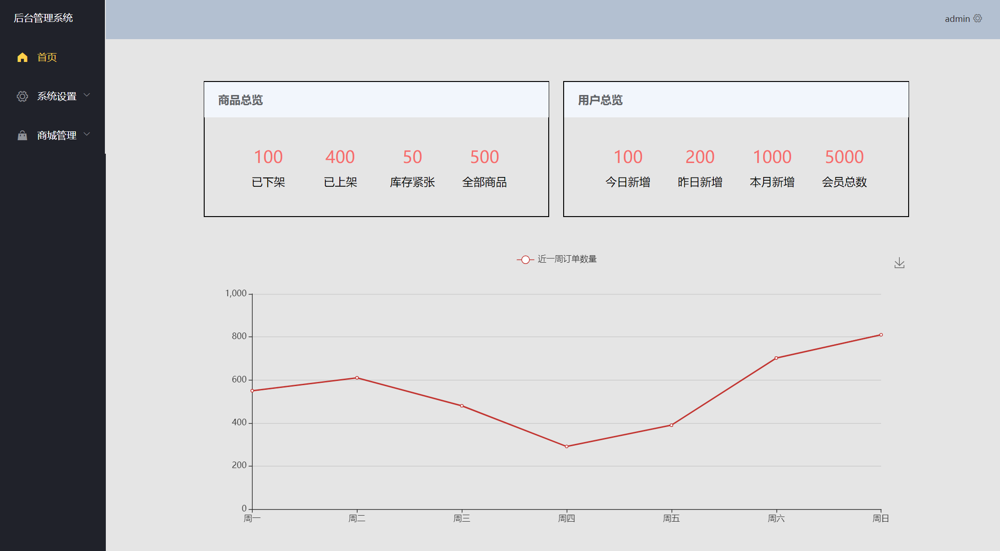 后台管理系统
admin
首页
系统设置
商城管理
商品总览
100 400 50 500
已下架 已上架 库存紧张 全部商品
用户总览
100 200 1000 5000
今日新增 昨日新增 本月新增 会员总数
近一周订单数量
1,000
800
600
400
200
0
周一 周二 周三 周四 周五 周六 周日